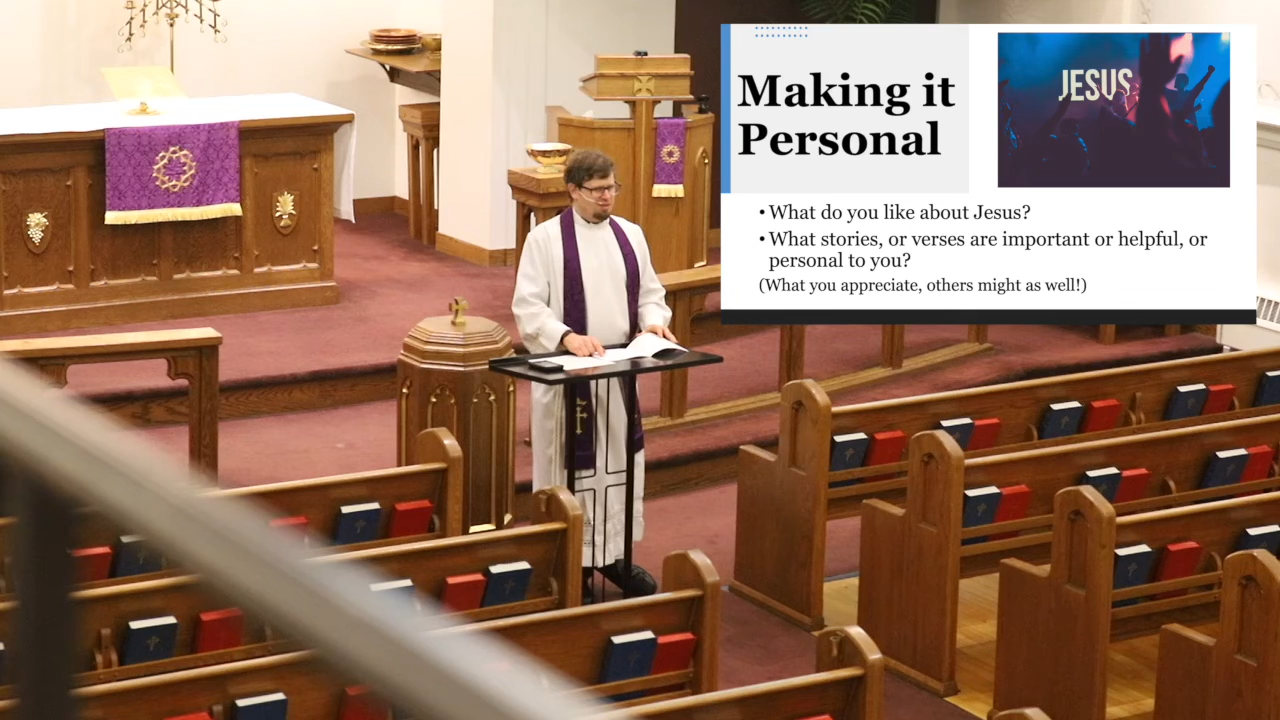 Making it
Personal
JESUS
• What do you like about Jesus?
• What stories, or verses are important or helpful, or
personal to you?
(What you appreciate, others might as well!)